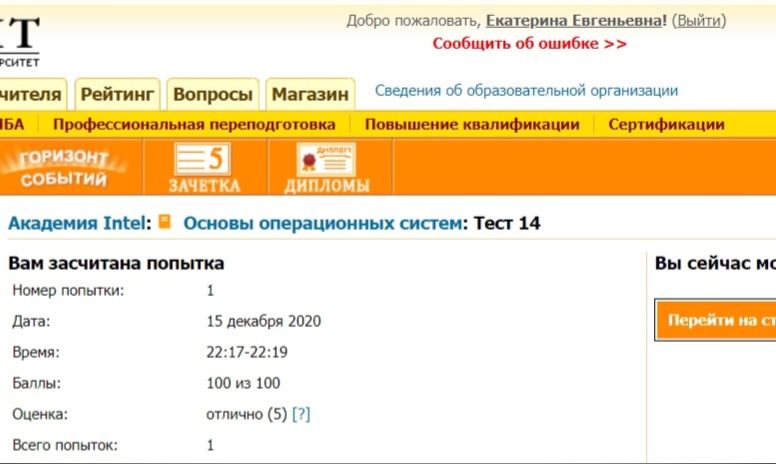 Добро пожаловать, Екатерина Евгеньевна! (Выйти)
ИТ
Сообщить об ошибке >>
РСИТЕТ
чителя Рейтинг Вопросы Магазин Сведения об образовательной организации
МБА Профессиональная переподготовка Повышение квалификации Сертификации
ГОРИЗОНТ СОБЫТИЙ
5 ЗАЧЕТКА
ДИПЛОМ ДИПЛОМЫ
Академия Intel: Основы операционных систем: Тест 14
Вам засчитана попытка
Номер попытки: 1
Дата: 15 декабря 2020
Время: 22:17-22:19
Баллы: 100 из 100
Оценка: отлично (5) [?]
Всего попыток: 1
Вы сейчас мо
Перейти на ст